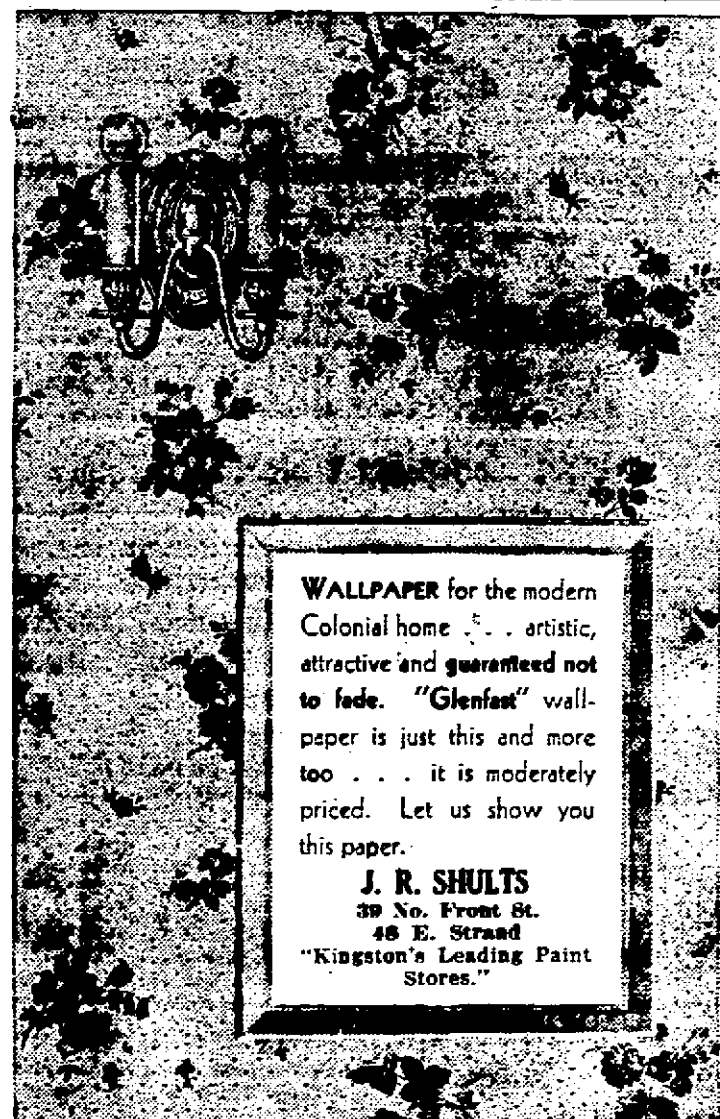 WALLPAPER for the modern
Colonial home . . . artistic,
attractive and guaranteed not
to fade. "Glenfast" wall-
paper is just this and more
too . . . it is moderately
priced. Let us show you
this paper.
J. R. SHULTS
39 No. Front St.
46 E. Strand
"Kingston's Leading Paint
Stores."